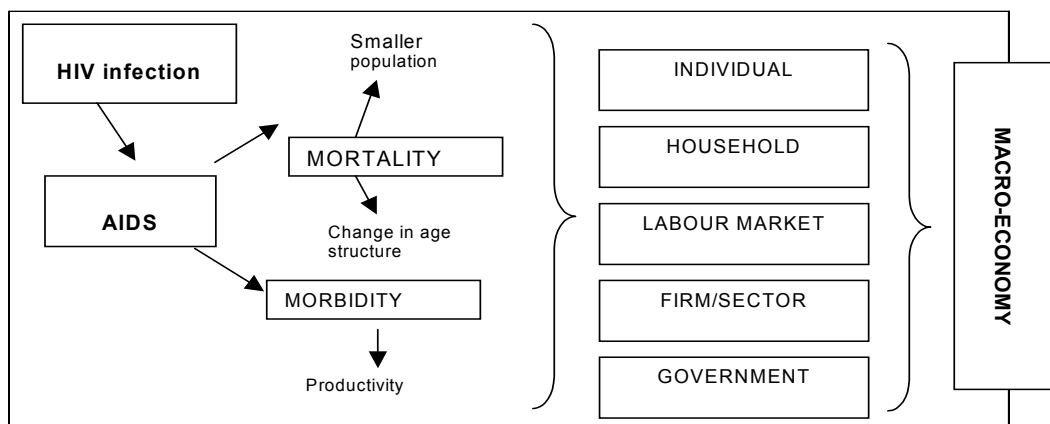 HIV infection
AIDS
Smaller
population
MORTALITY
Change in age
structure
MORBIDITY
Productivity
INDIVIDUAL
HOUSEHOLD
LABOUR MARKET
FIRM/SECTOR
GOVERNMENT
MACRO-ECONOMY